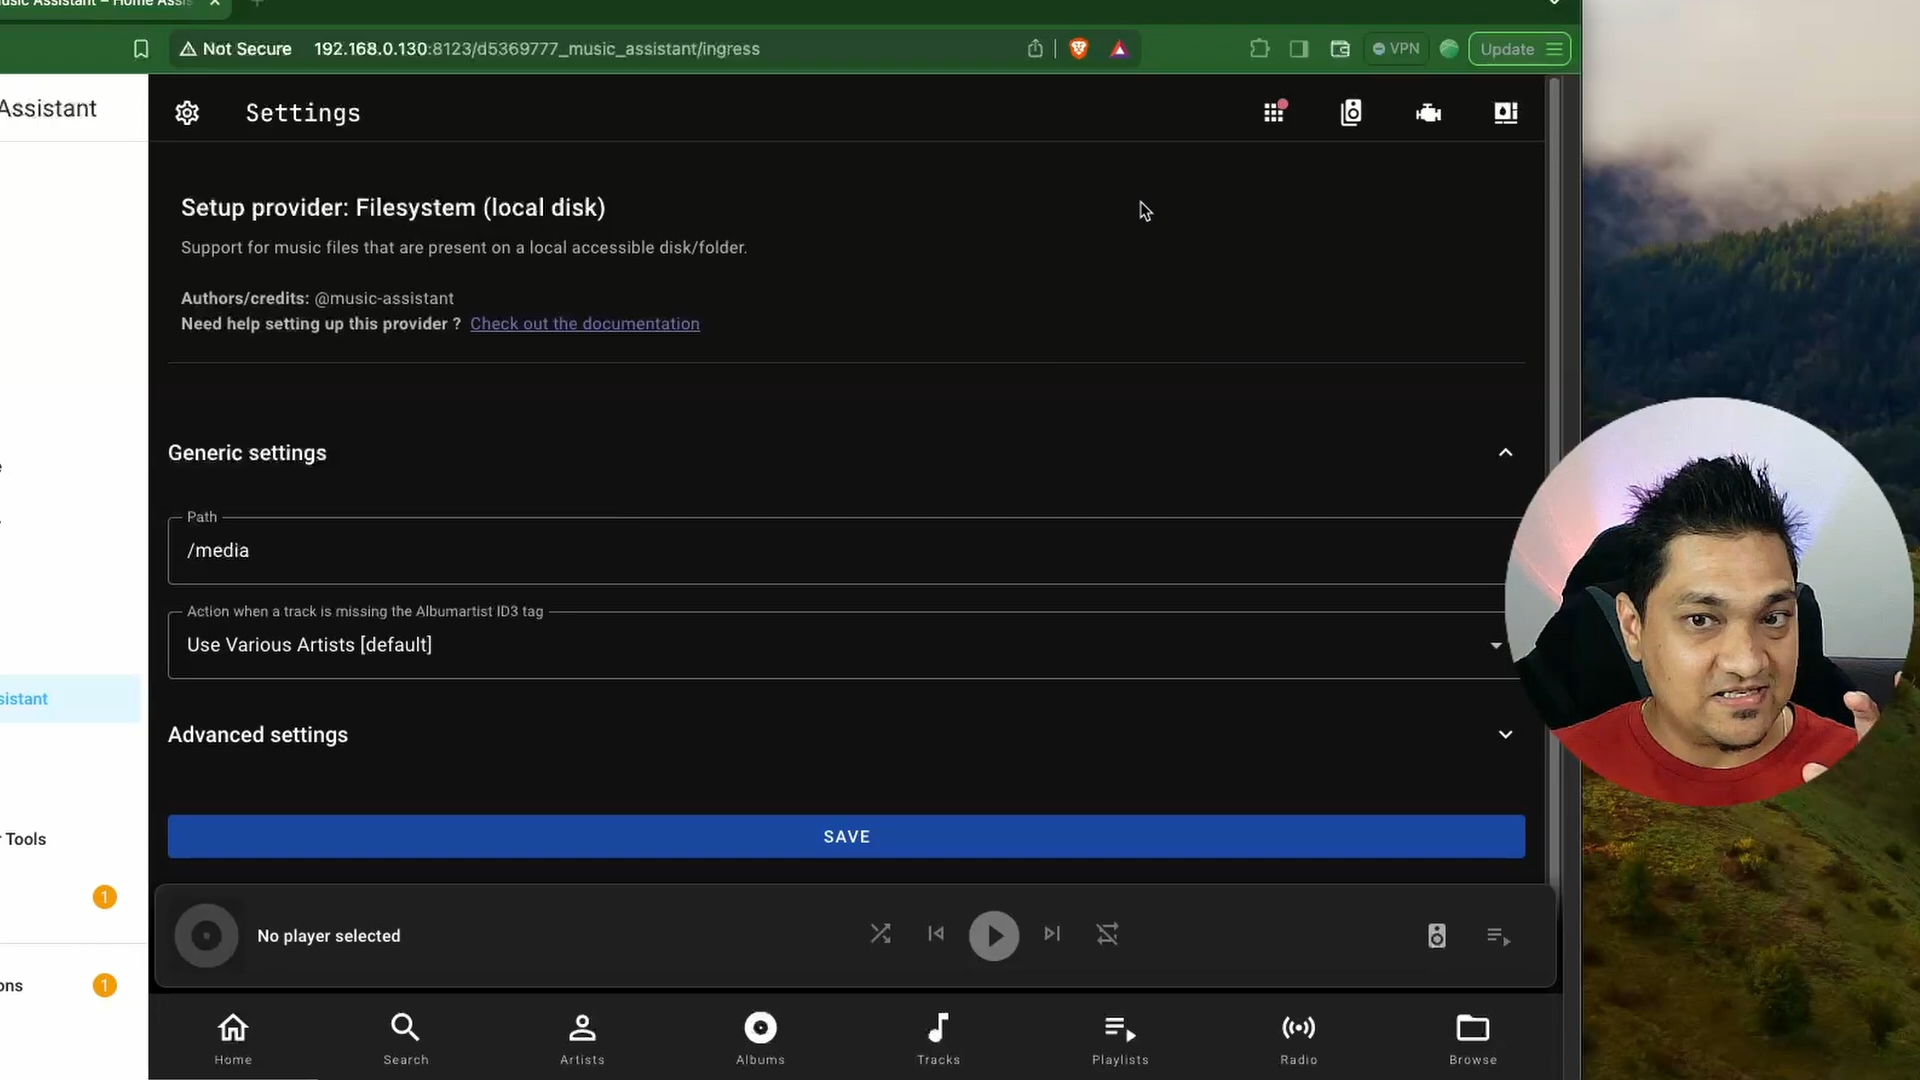 usic Assistant – Home Assis
Not Secure 192.168.0.130:8123/d5369777_music_assistant/ingress
VPN
Update
Assistant
Settings
Setup provider: Filesystem (local disk)
Support for music files that are present on a local accessible disk/folder.
Authors/credits: @music-assistant
Need help setting up this provider ? Check out the documentation
Generic settings
Path
/media
Action when a track is missing the Albumartist ID3 tag
Use Various Artists [default]
sistant
Advanced settings
SAVE
r Tools
1
No player selected
ons
1
Home
Search
Artists
Albums
Tracks
Playlists
Radio
Browse